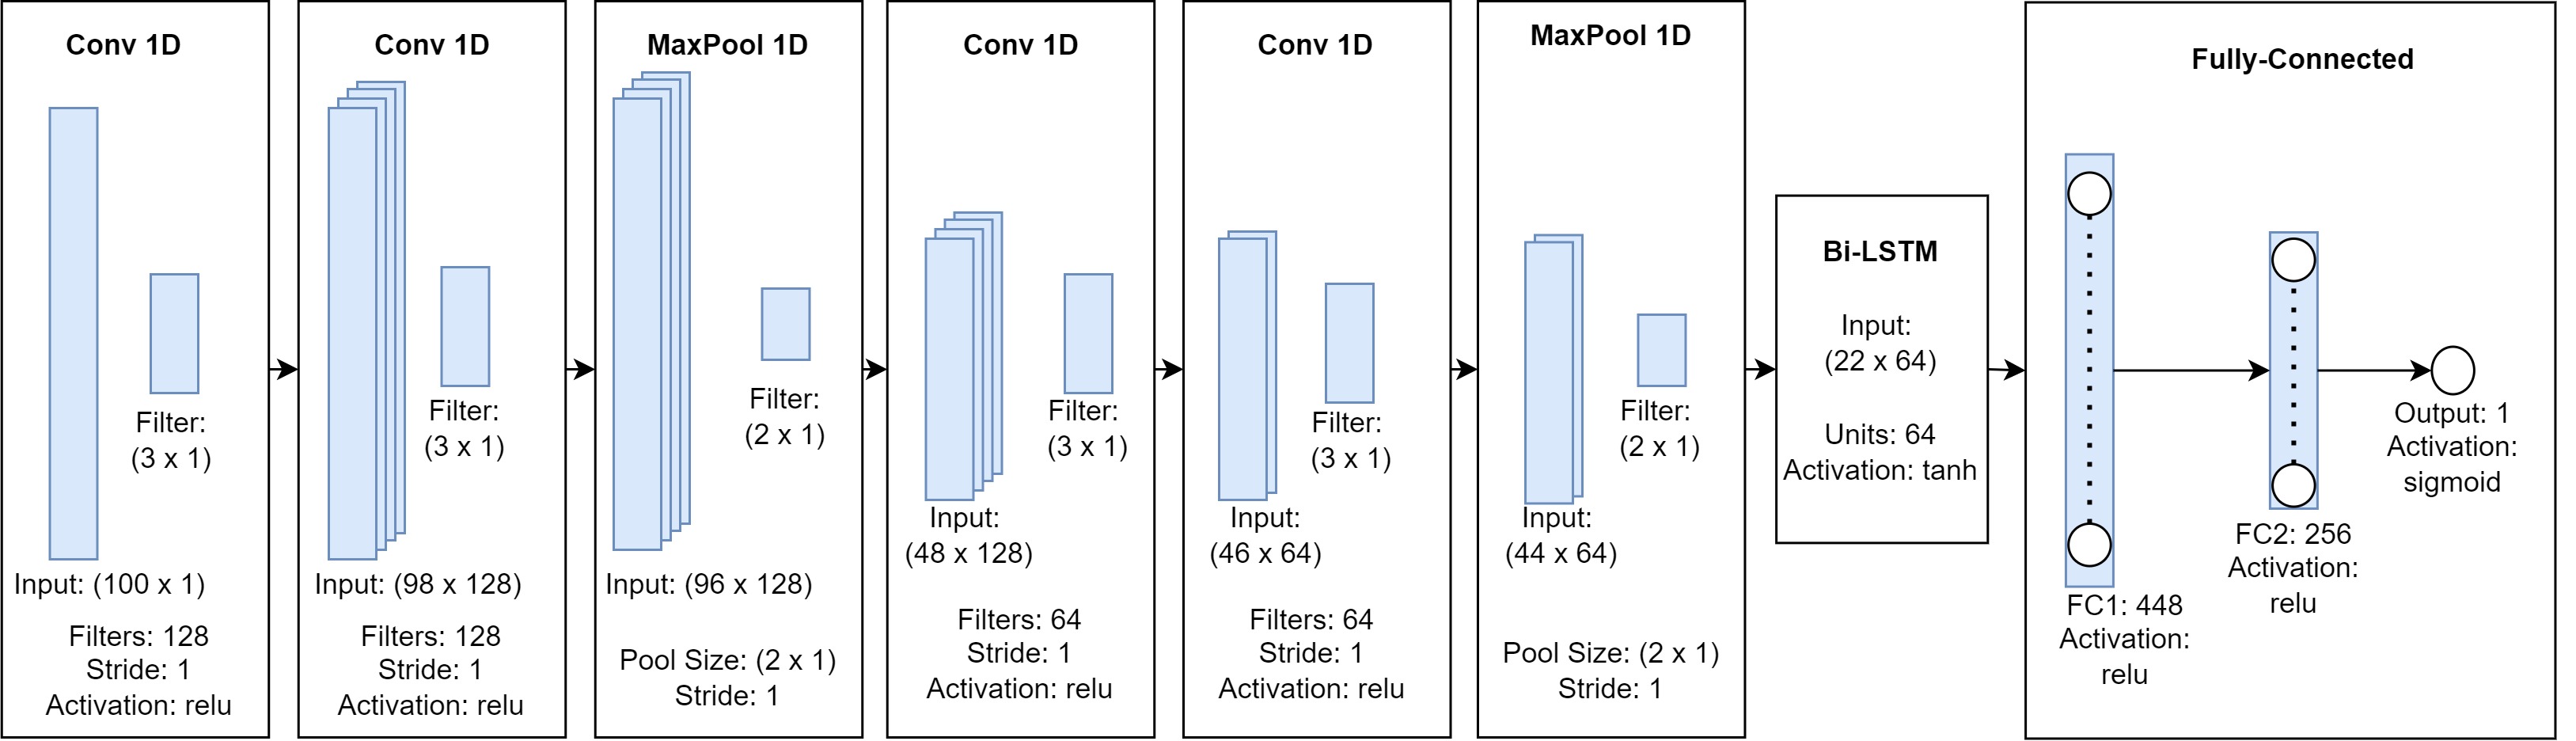 Conv 1D
Filter:
(3 x 1)
Input: (100 x 1)
Filters: 128
Stride: 1
Activation: relu
Conv 1D
Filter:
(3 x 1)
Input: (98 x 128)
Filters: 128
Stride: 1
Activation: relu
MaxPool 1D
Filter:
(2 x 1)
Input: (96 x 128)
Pool Size: (2 x 1)
Stride: 1
Conv 1D
Filter:
(3 x 1)
Input:
(48 x 128)
Filters: 64
Stride: 1
Activation: relu
Conv 1D
Filter:
(3 x 1)
Input:
(46 x 64)
Filters: 64
Stride: 1
Activation: relu
MaxPool 1D
Filter:
(2 x 1)
Input:
(44 x 64)
Pool Size: (2 x 1)
Stride: 1
Bi-LSTM
Input:
(22 x 64)
Units: 64
Activation: tanh
Fully-Connected
FC1: 448
Activation:
relu
FC2: 256
Activation:
relu
Output: 1
Activation:
sigmoid